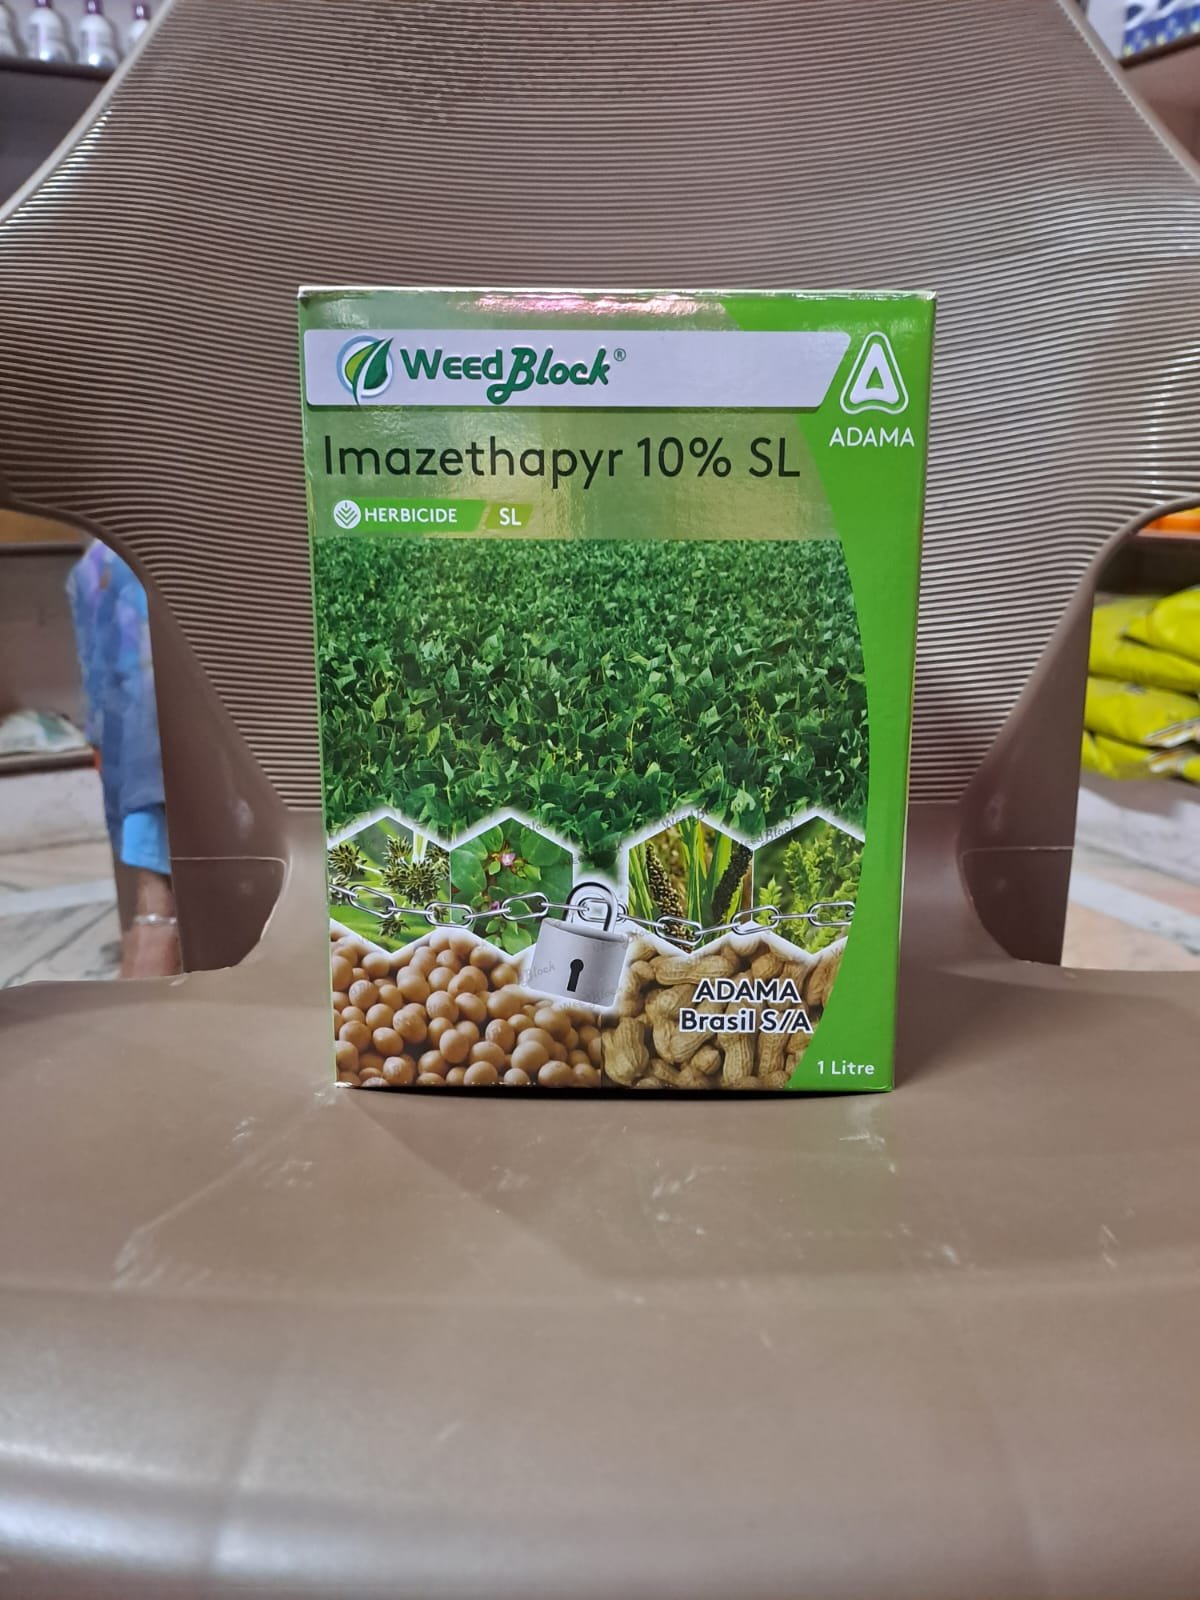 WeedBlock®
ADAMA
Imazethapyr 10% SL
HERBICIDE SL
ADAMA
Brasil S/A
1 Litre